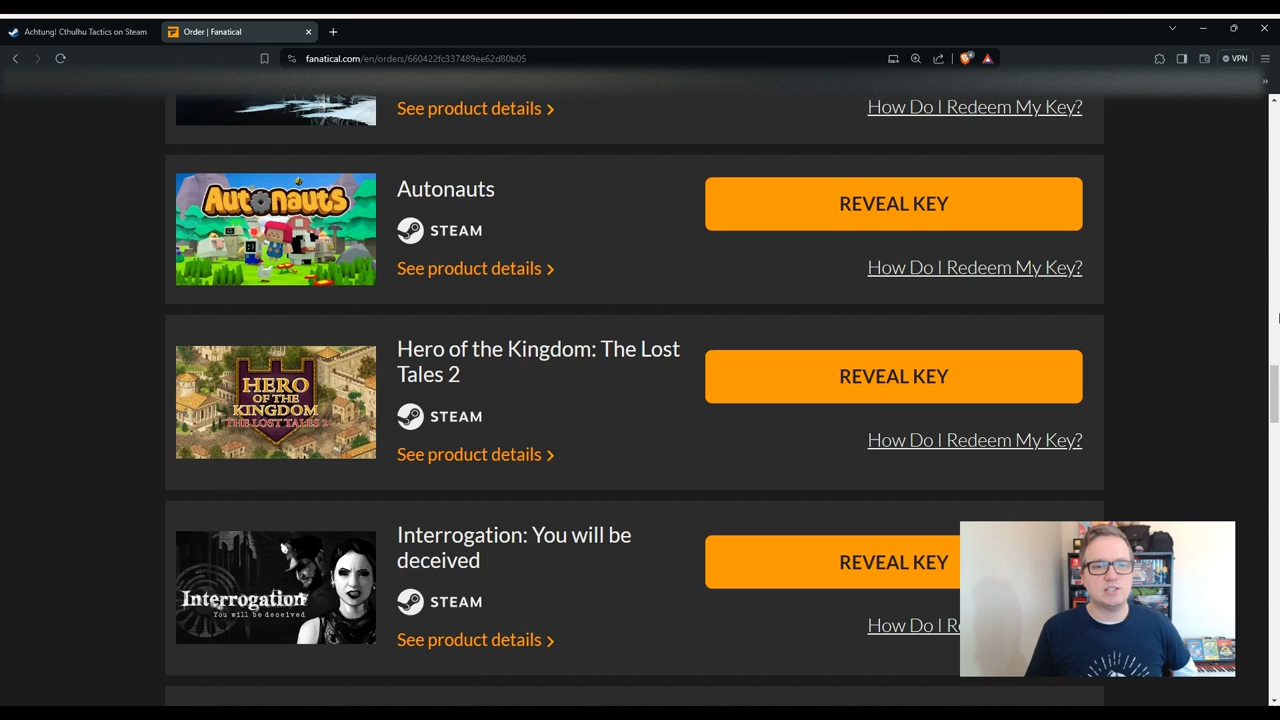 Achtung! Cthulhu Tactics on Steam
Order | Fanatical
fanatical.com/en/orders/660422fc337489ee62d80b05
VPN
See product details >
How Do I Redeem My Key?
Autonauts
Autonauts
STEAM
See product details >
REVEAL KEY
How Do I Redeem My Key?
HERO
OF THE
KINGDOM
THE LOST TALES 2
Hero of the Kingdom: The Lost
Tales 2
STEAM
See product details >
REVEAL KEY
How Do I Redeem My Key?
Interrogation
You will be deceived
Interrogation: You will be
deceived
STEAM
See product details >
REVEAL KEY
How Do I R